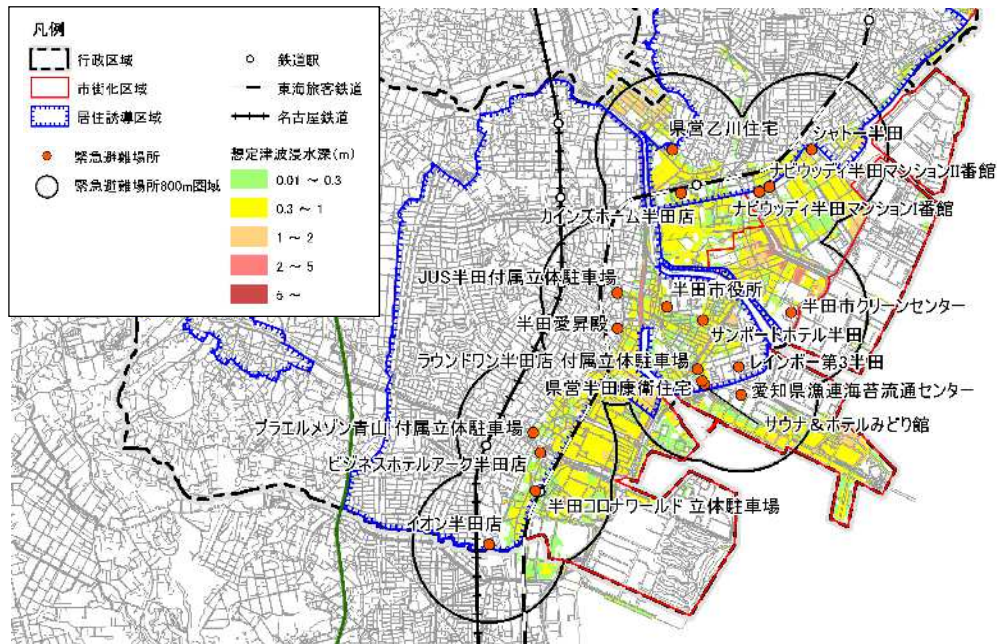 凡例
行政区域
市街化区域
居住誘導区域
緊急避難場所
緊急避難場所800m圏域
鉄道駅
東海旅客鉄道
名古屋鉄道
想定津波浸水深(m)
0.01 ～ 0.3
0.3 ～ 1
1 ～ 2
2 ～ 5
5 ～
県営乙川住宅
シャトー半田
ナビウッディ半田マンションII番館
カインズホーム半田店
ナビウッディ半田マンションI番館
JUS半田付属立体駐車場
半田市役所
半田市クリーンセンター
半田愛昇殿
サンポートホテル半田
ラウンドワン半田店 付属立体駐車場
レインボー第3半田
県営半田康衛住宅
愛知県漁連海苔流通センター
サウナ＆ホテルみどり館
プラエルメゾン青山 付属立体駐車場
ビジネスホテルアーク半田店
半田コロナワールド 立体駐車場
イオン半田店